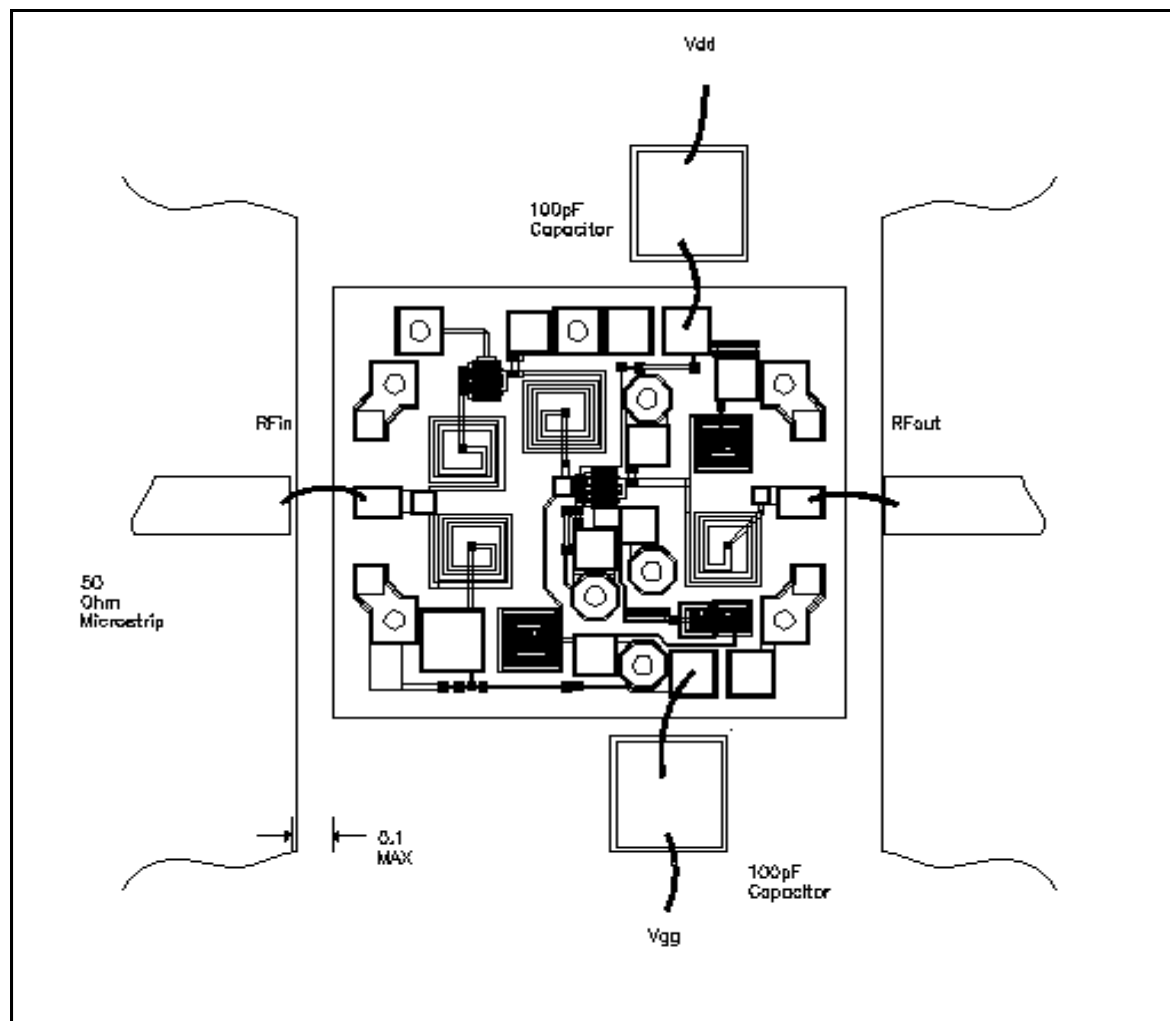 Vdd
100pF
Capacitor
RFin
RFout
50
Ohm
Microstrip
0.1
MAX
100pF
Capacitor
Vgg